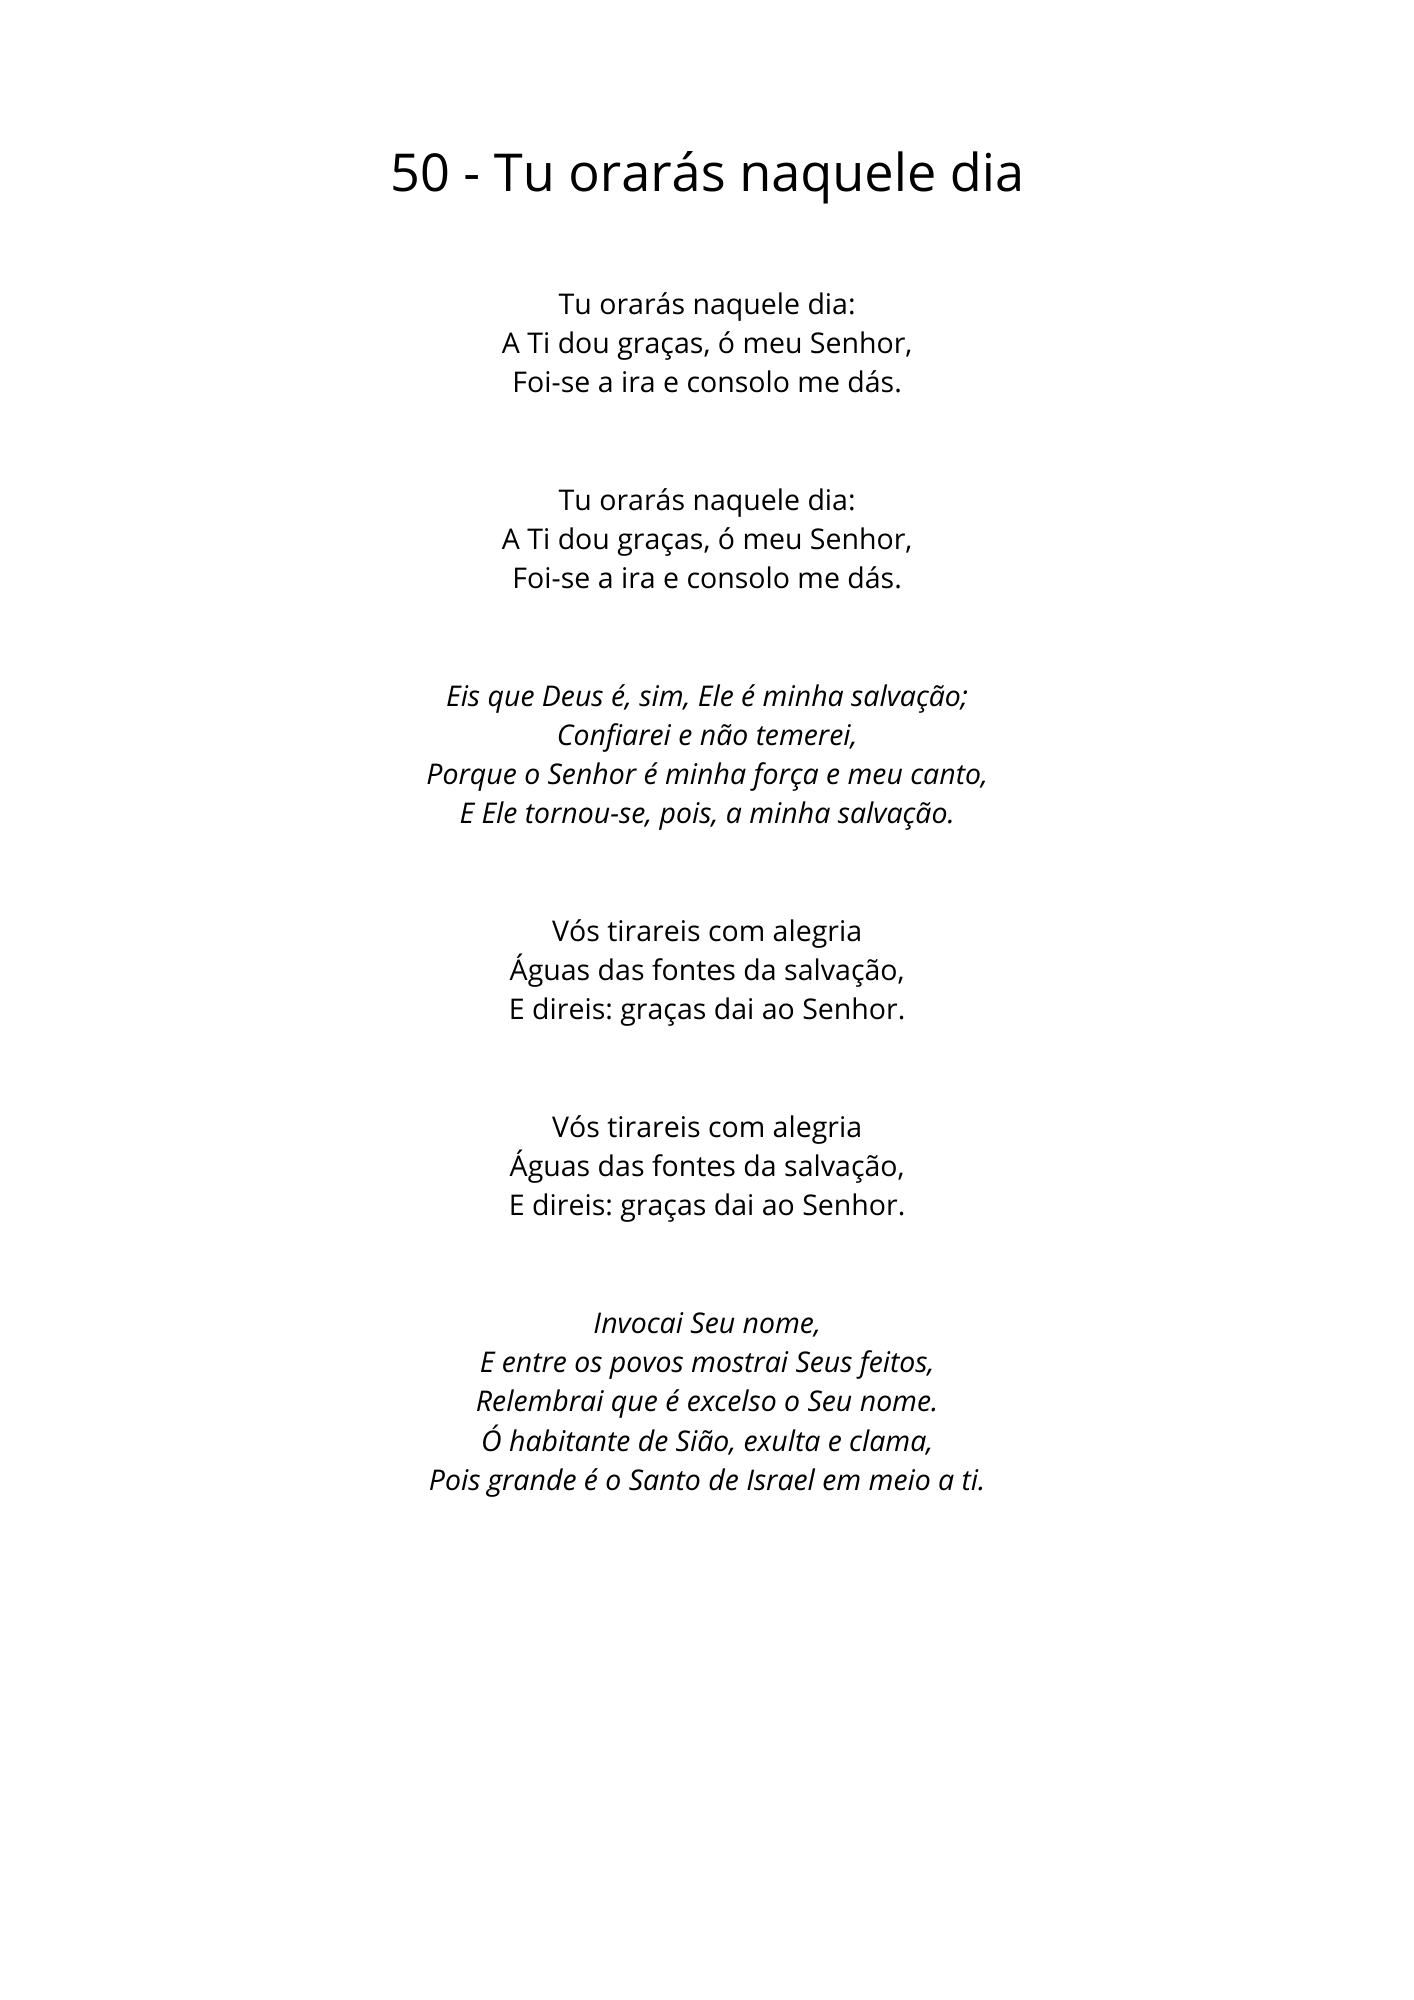 50 - Tu orarás naquele dia
Tu orarás naquele dia:
A Ti dou graças, ó meu Senhor,
Foi-se a ira e consolo me dás.
Tu orarás naquele dia:
A Ti dou graças, ó meu Senhor,
Foi-se a ira e consolo me dás.
Eis que Deus é, sim, Ele é minha salvação;
Confiarei e não temerei,
Porque o Senhor é minha força e meu canto,
E Ele tornou-se, pois, a minha salvação.
Vós tirareis com alegria
Águas das fontes da salvação,
E direis: graças dai ao Senhor.
Vós tirareis com alegria
Águas das fontes da salvação,
E direis: graças dai ao Senhor.
Invocai Seu nome,
E entre os povos mostrai Seus feitos,
Relembrai que é excelso o Seu nome.
Ó habitante de Sião, exulta e clama,
Pois grande é o Santo de Israel em meio a ti.